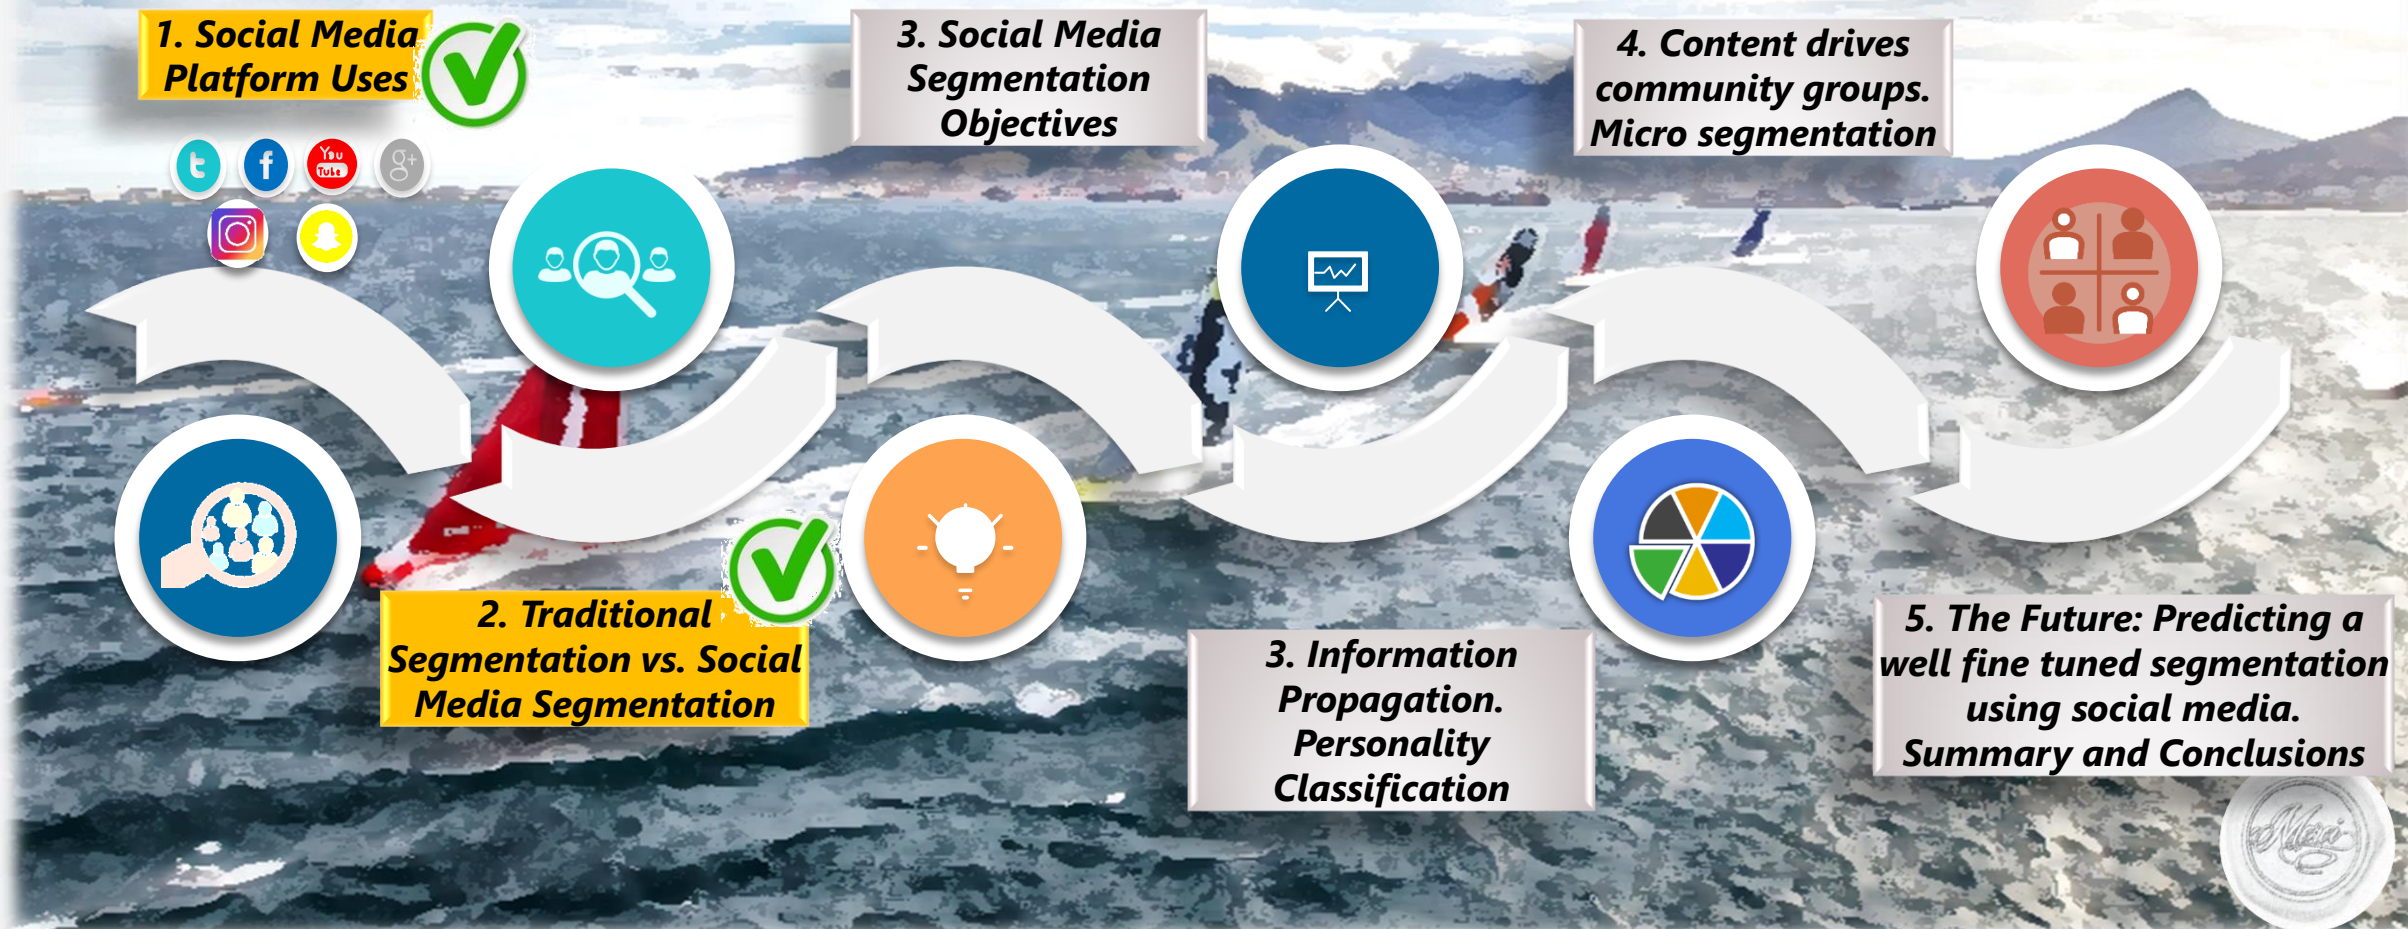 1. Social Media
Platform Uses
t
f
You
Tube
g+
2. Traditional
Segmentation vs. Social
Media Segmentation
3. Social Media
Segmentation
Objectives
3. Information
Propagation.
Personality
Classification
4. Content drives
community groups.
Micro segmentation
5. The Future: Predicting a
well fine tuned segmentation
using social media.
Summary and Conclusions